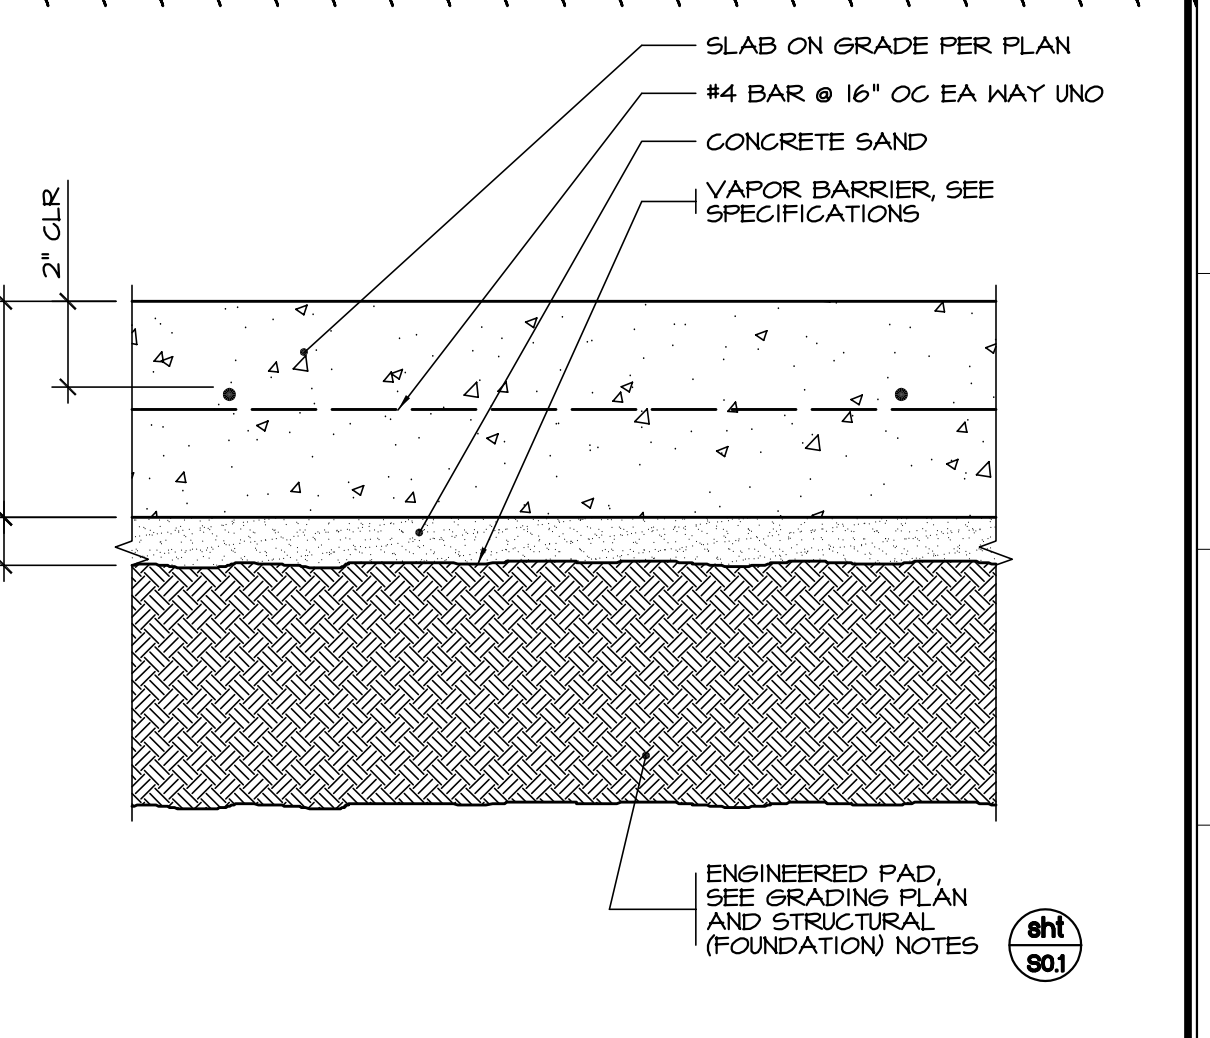 SLAB ON GRADE PER PLAN
#4 BAR @ 16" OC EA WAY UNO
CONCRETE SAND
VAPOR BARRIER, SEE
SPECIFICATIONS
2" CLR
ENGINEERED PAD,
SEE GRADING PLAN
AND STRUCTURAL
(FOUNDATION) NOTES
sht
S0.1